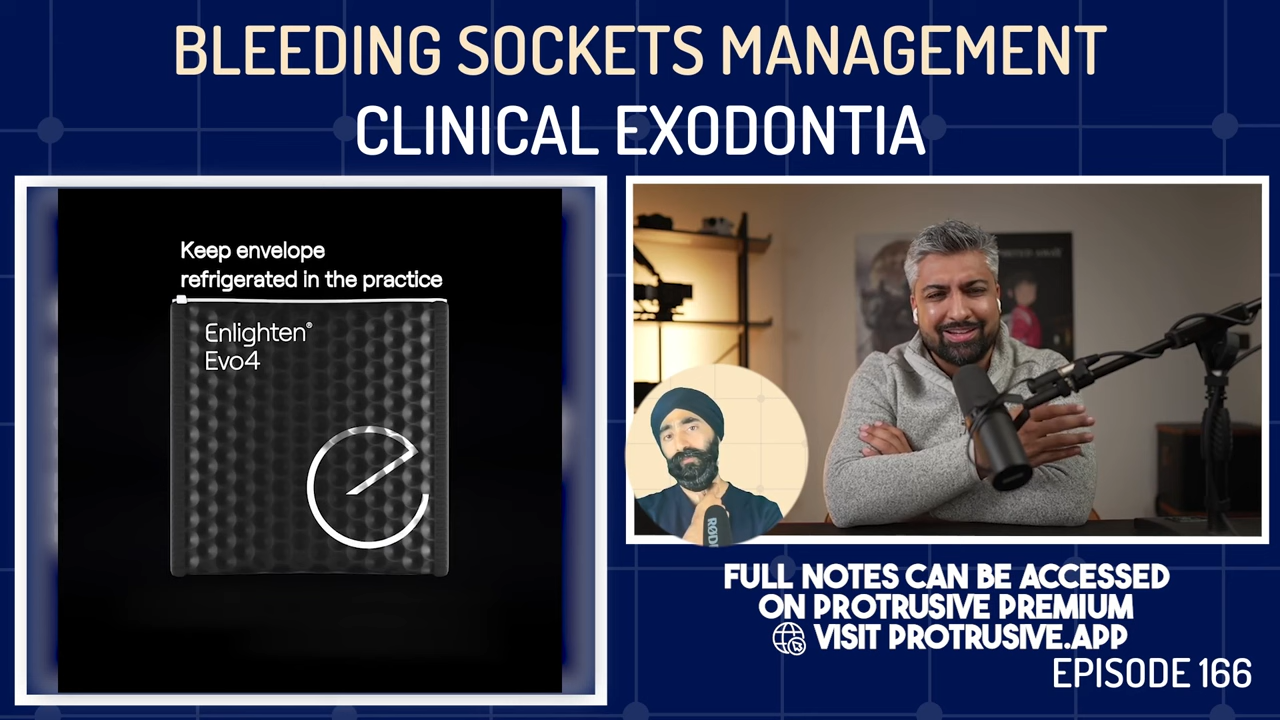 BLEEDING SOCKETS MANAGEMENT
CLINICAL EXODONTIA
Keep envelope
refrigerated in the practice
Enlighten®
Evo4
RØDE
FULL NOTES CAN BE ACCESSED
ON PROTRUSIVE PREMIUM
VISIT PROTRUSIVE.APP
EPISODE 166